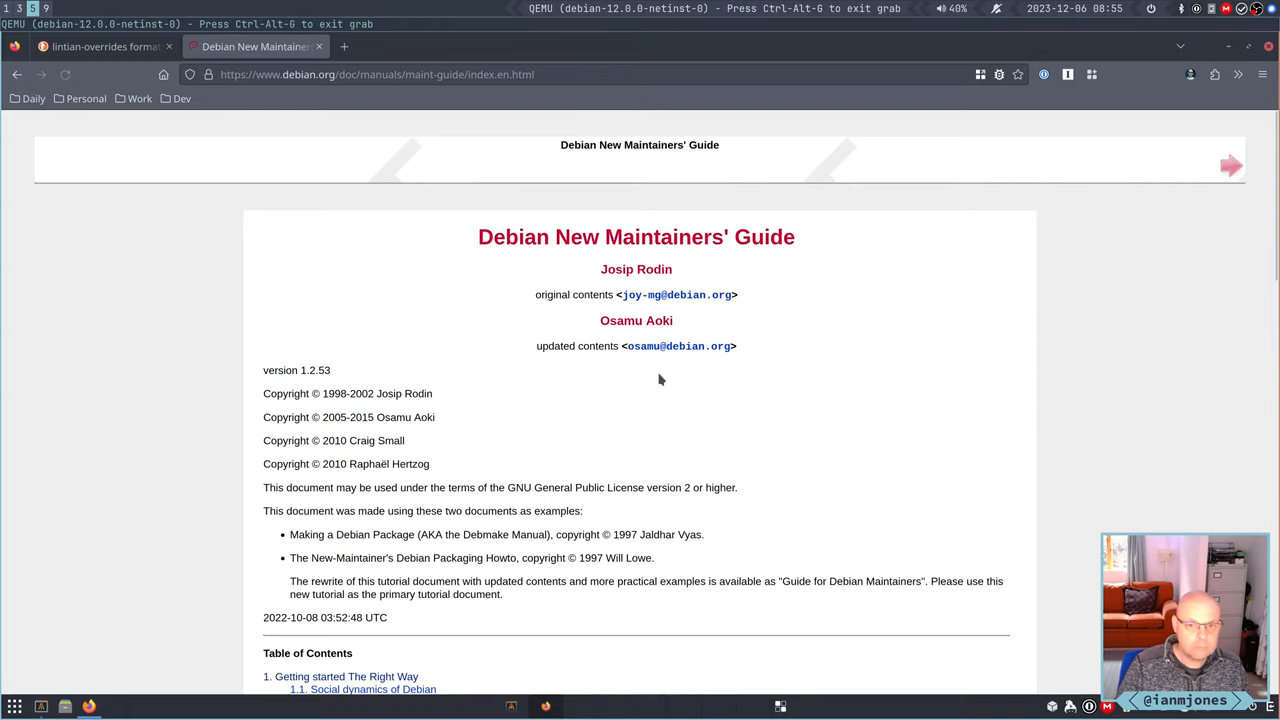 1 3 5 9
QEMU (debian-12.0.0-netinst-0) - Press Ctrl-Alt-G to exit grab
40%
2023-12-06 08:55
QEMU (debian-12.0.0-netinst-0) - Press Ctrl-Alt-G to exit grab
lintian-overrides format
Debian New Maintainers
https://www.debian.org/doc/manuals/maint-guide/index.en.html
Daily
Personal
Work
Dev
Debian New Maintainers' Guide
Debian New Maintainers' Guide
Josip Rodin
original contents <joy-mg@debian.org>
Osamu Aoki
updated contents <osamu@debian.org>
version 1.2.53
Copyright © 1998-2002 Josip Rodin
Copyright © 2005-2015 Osamu Aoki
Copyright © 2010 Craig Small
Copyright © 2010 Raphaël Hertzog
This document may be used under the terms of the GNU General Public License version 2 or higher.
This document was made using these two documents as examples:
• Making a Debian Package (AKA the Debmake Manual), copyright © 1997 Jaldhar Vyas.
• The New-Maintainer's Debian Packaging Howto, copyright © 1997 Will Lowe.
The rewrite of this tutorial document with updated contents and more practical examples is available as "Guide for Debian Maintainers". Please use this
new tutorial as the primary tutorial document.
2022-10-08 03:52:48 UTC
Table of Contents
1. Getting started The Right Way
1.1. Social dynamics of Debian
@ianmjones